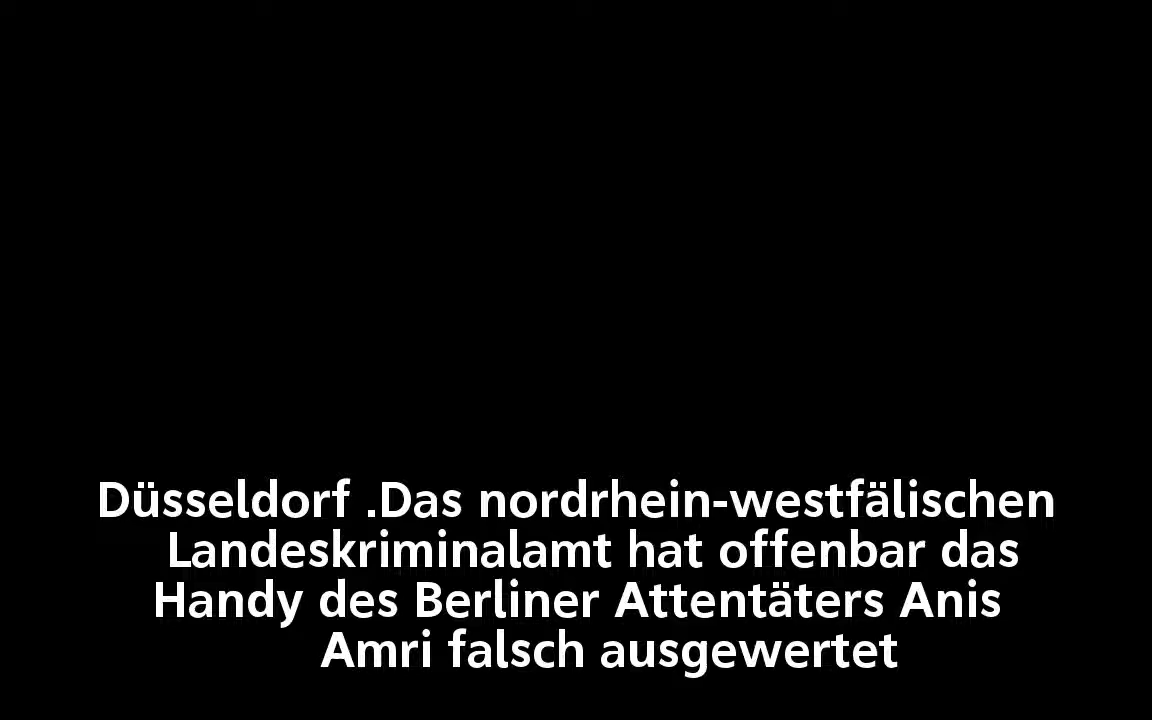 Düsseldorf .Das nordrhein-westfälischen
Landeskriminalamt hat offenbar das
Handy des Berliner Attentäters Anis
Amri falsch ausgewertet